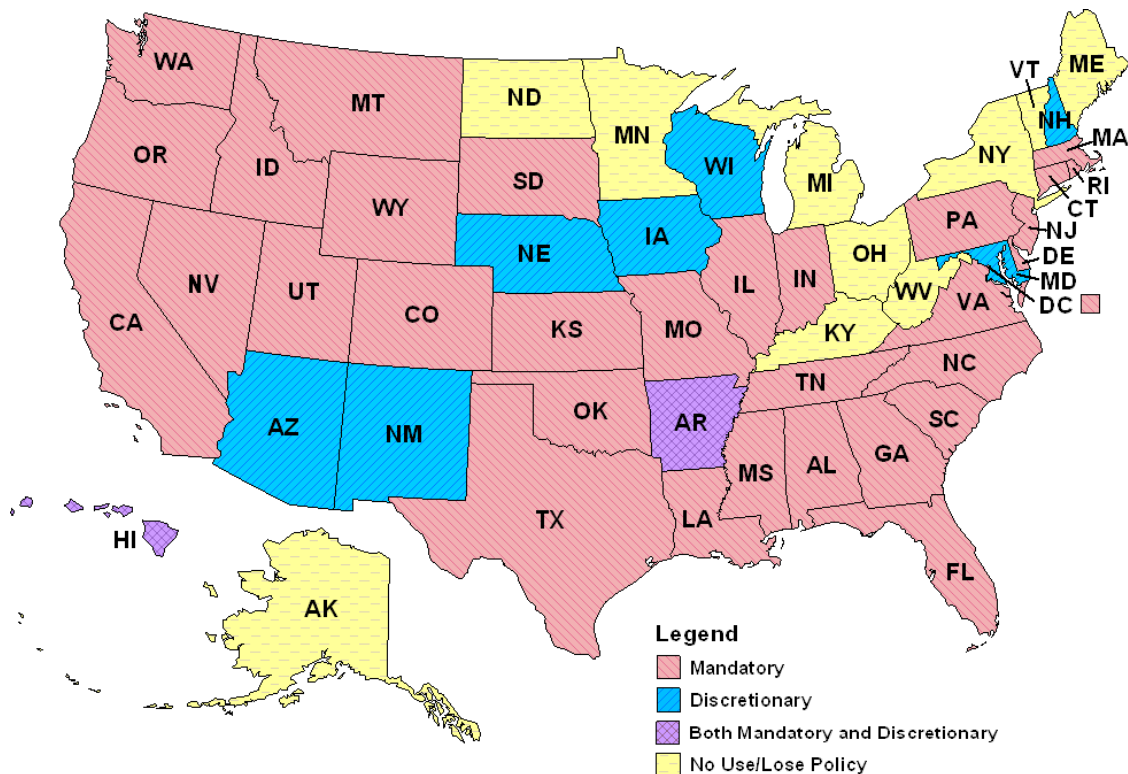 WA
MT
ND
MN
VT
ME
NH
MA
OR
ID
SD
WI
NY
MI
RI
WY
CT
PA
NJ
NE
IA
OH
DE
NV
UT
IL
IN
WV
MD
CA
CO
VA
DC
KS
MO
KY
NC
TN
OK
AR
SC
AZ
NM
MS
AL
GA
TX
LA
HI
FL
AK
Legend
Mandatory
Discretionary
Both Mandatory and Discretionary
No Use/Lose Policy